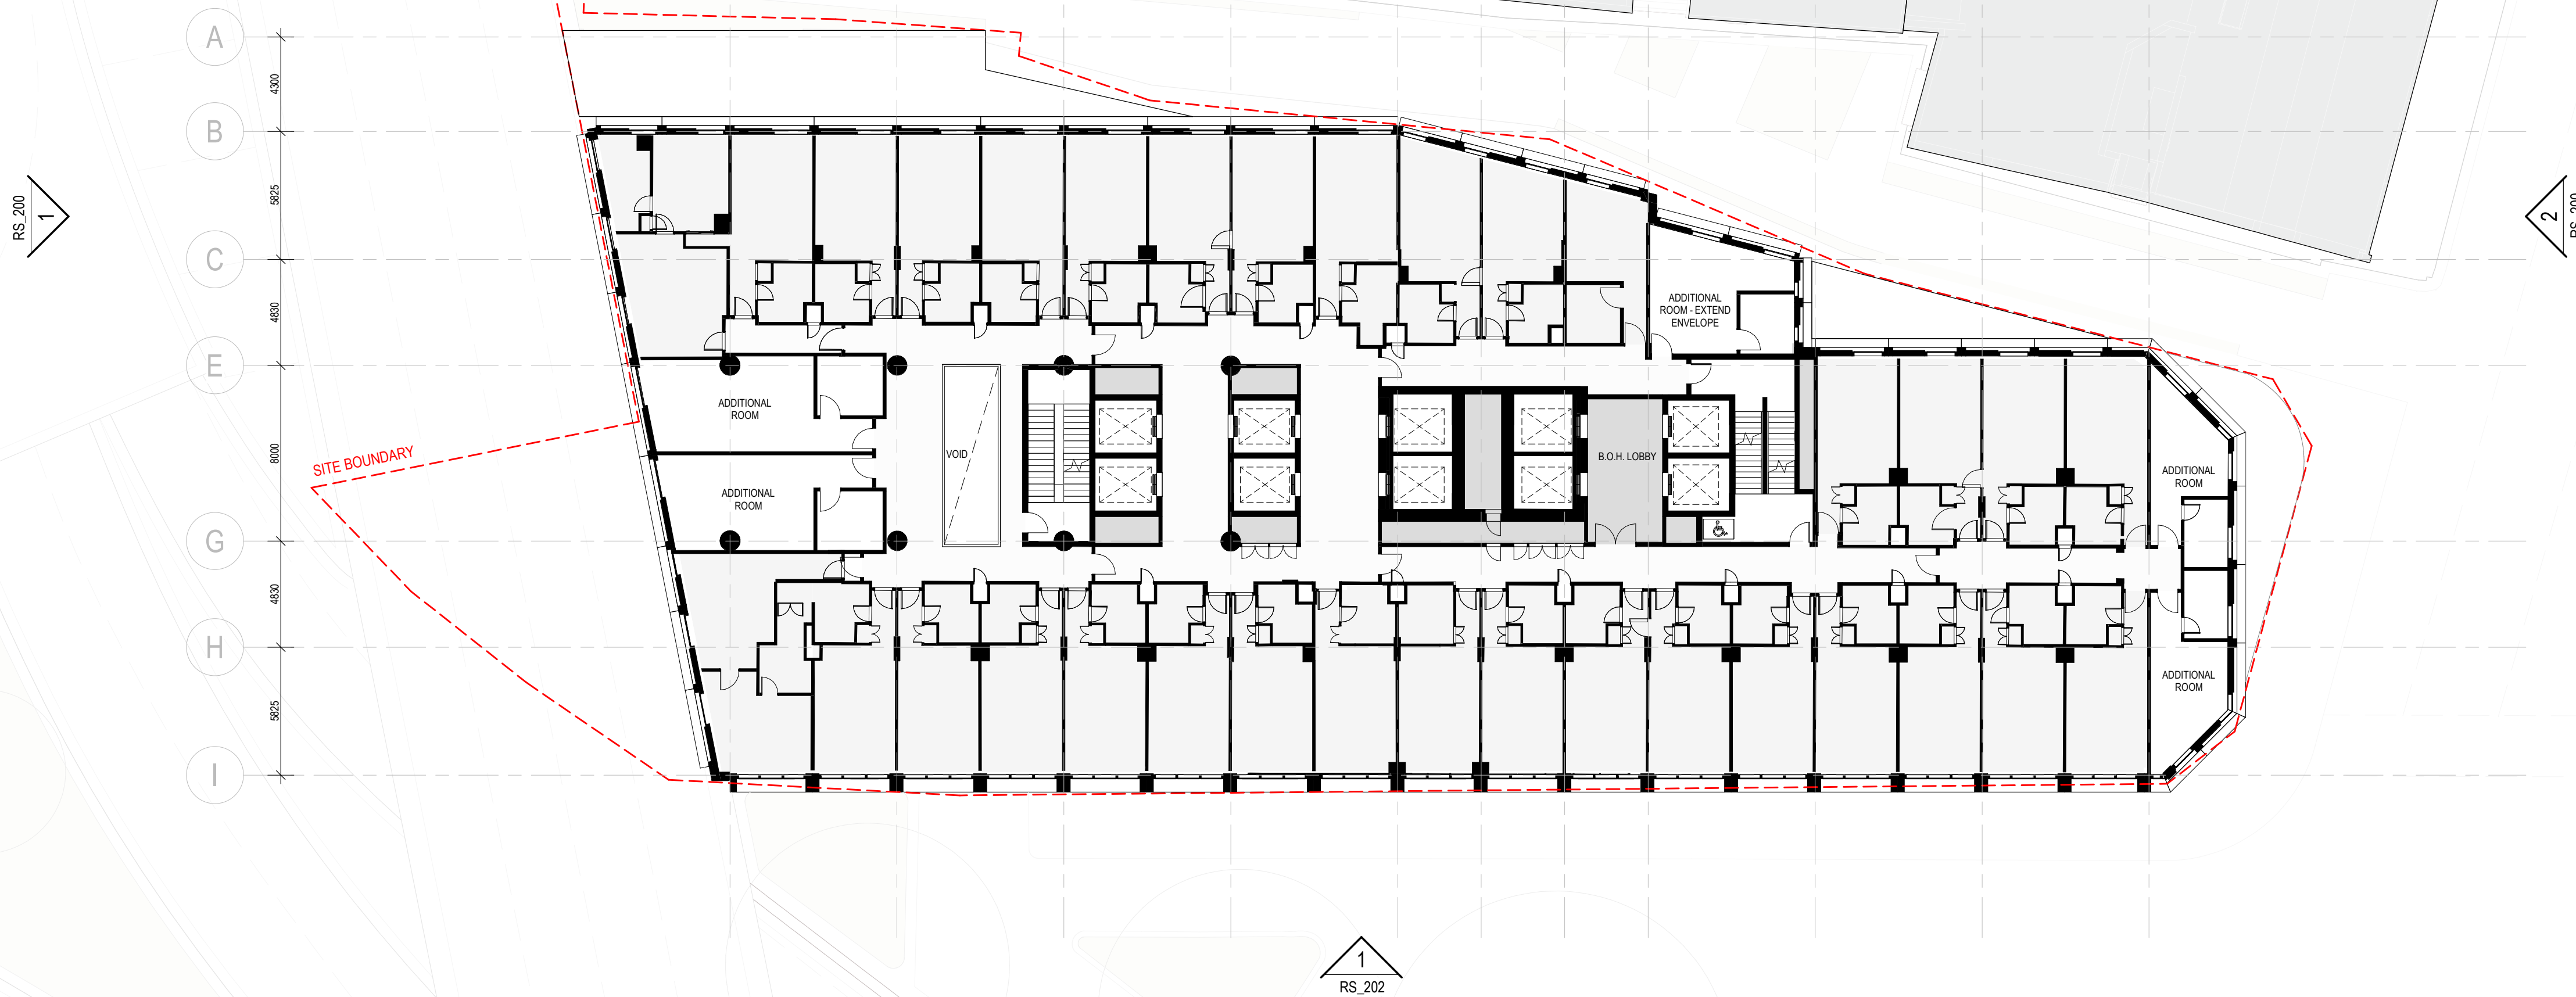 A
4300
B
5825
C
4830
E
8000
G
4830
H
5825
I
RS_200
1
2
RS_200
SITE BOUNDARY
ADDITIONAL
ROOM - EXTEND
ENVELOPE
ADDITIONAL
ROOM
ADDITIONAL
ROOM
VOID
B.O.H. LOBBY
ADDITIONAL
ROOM
ADDITIONAL
ROOM
1
RS_202